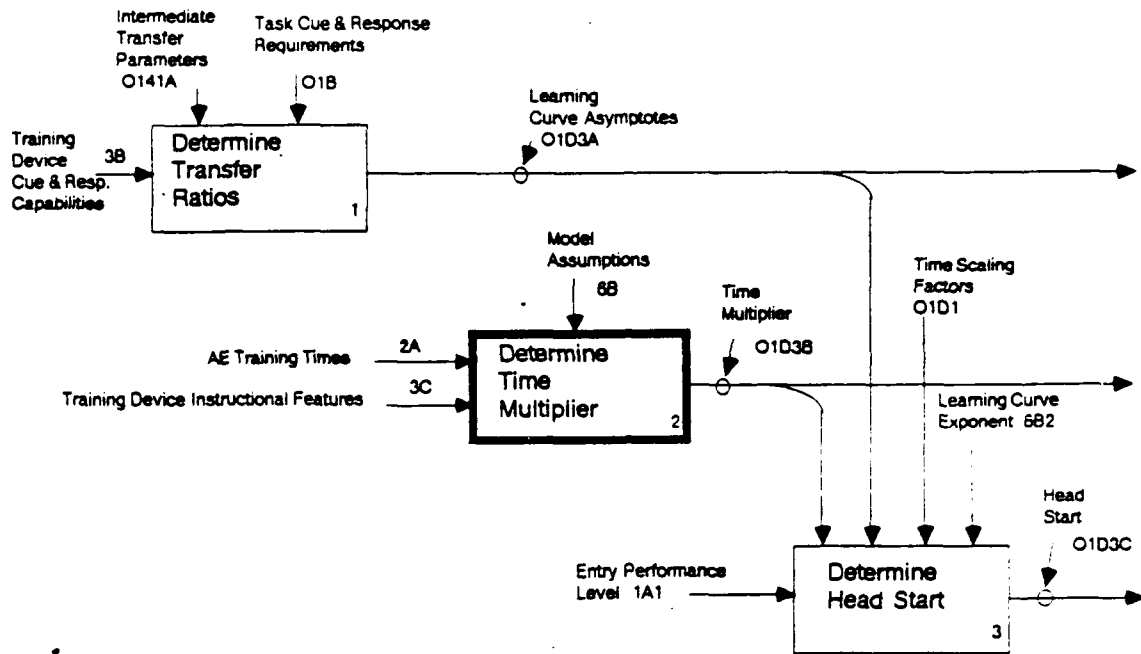 Intermediate
Transfer
Parameters
O141A
Task Cue & Response
Requirements
O1B
Training
Device
Cue & Resp.
Capabilities
3B
Determine
Transfer
Ratios
1
Learning
Curve Asymptotes
O1D3A
Model
Assumptions
6B
AE Training Times
2A
Training Device Instructional Features
3C
Determine
Time
Multiplier
2
Time
Multiplier
O1D3B
Time Scaling
Factors
O1D1
Learning Curve
Exponent 6B2
Entry Performance
Level 1A1
Determine
Head Start
3
Head
Start
O1D3C